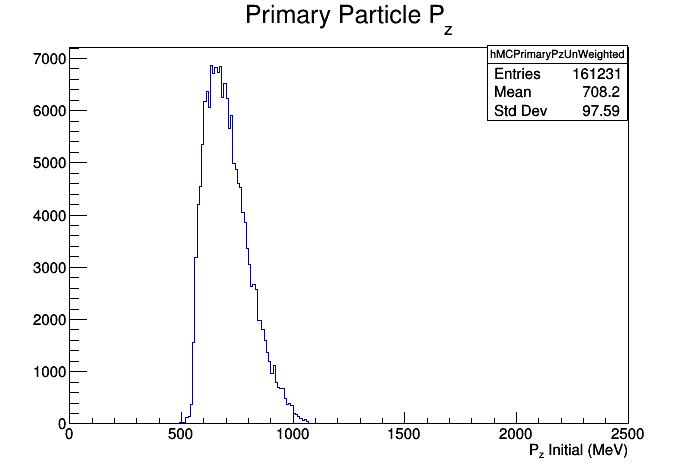 Primary Particle P_z
hMCPrimaryPzUnWeighted
Entries 161231
Mean 708.2
Std Dev 97.59
7000
6000
5000
4000
3000
2000
1000
0
0 500 1000 1500 2000 2500
P_z Initial (MeV)